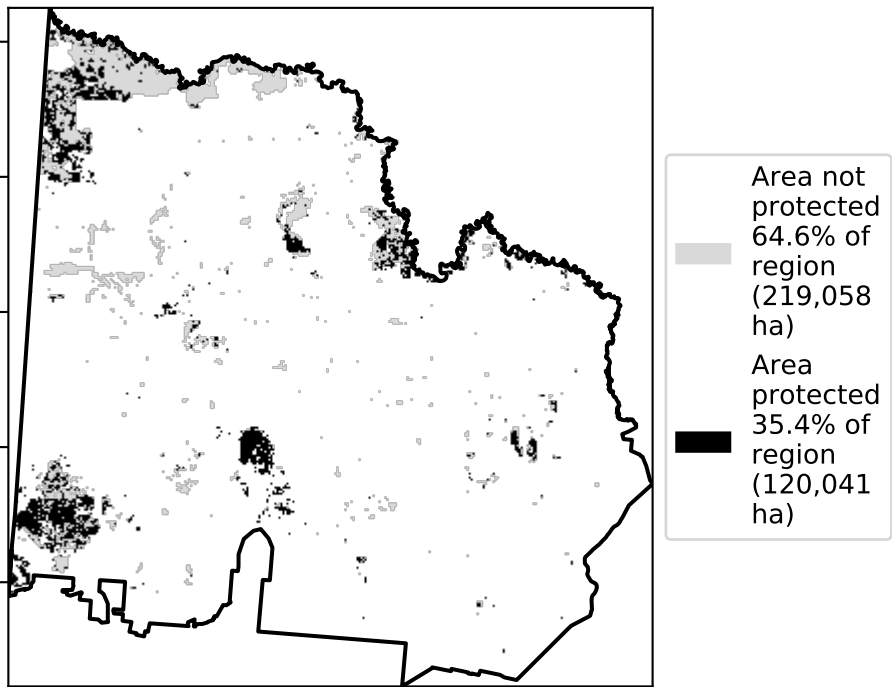 Area not
protected
64.6% of
region
(219,058
ha)
Area
protected
35.4% of
region
(120,041
ha)